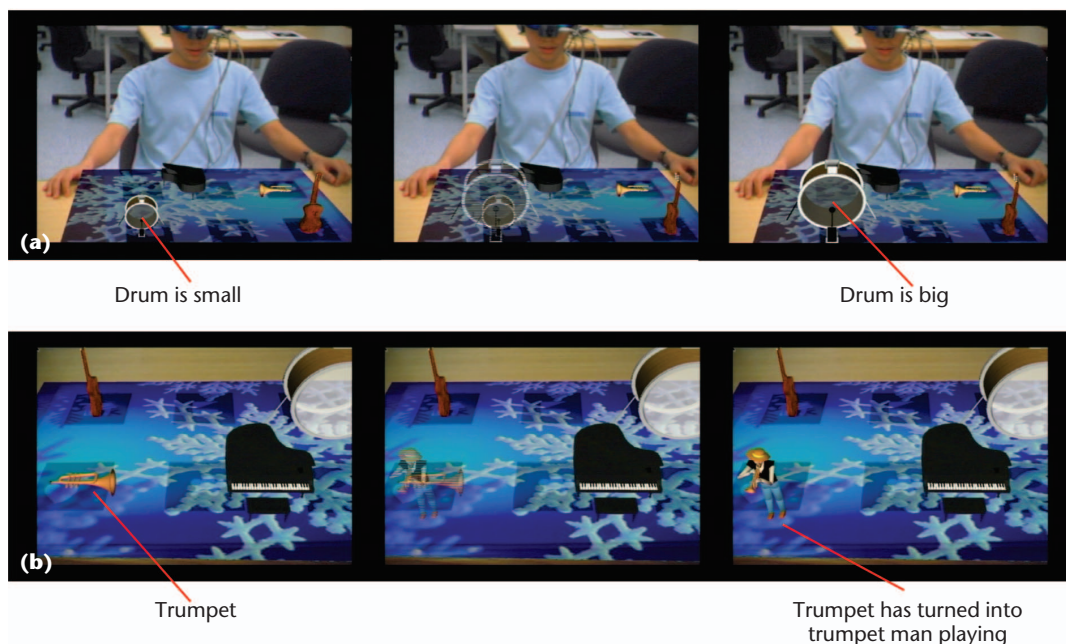 (a)
Drum is small
Drum is big
(b)
Trumpet
Trumpet has turned into
trumpet man playing